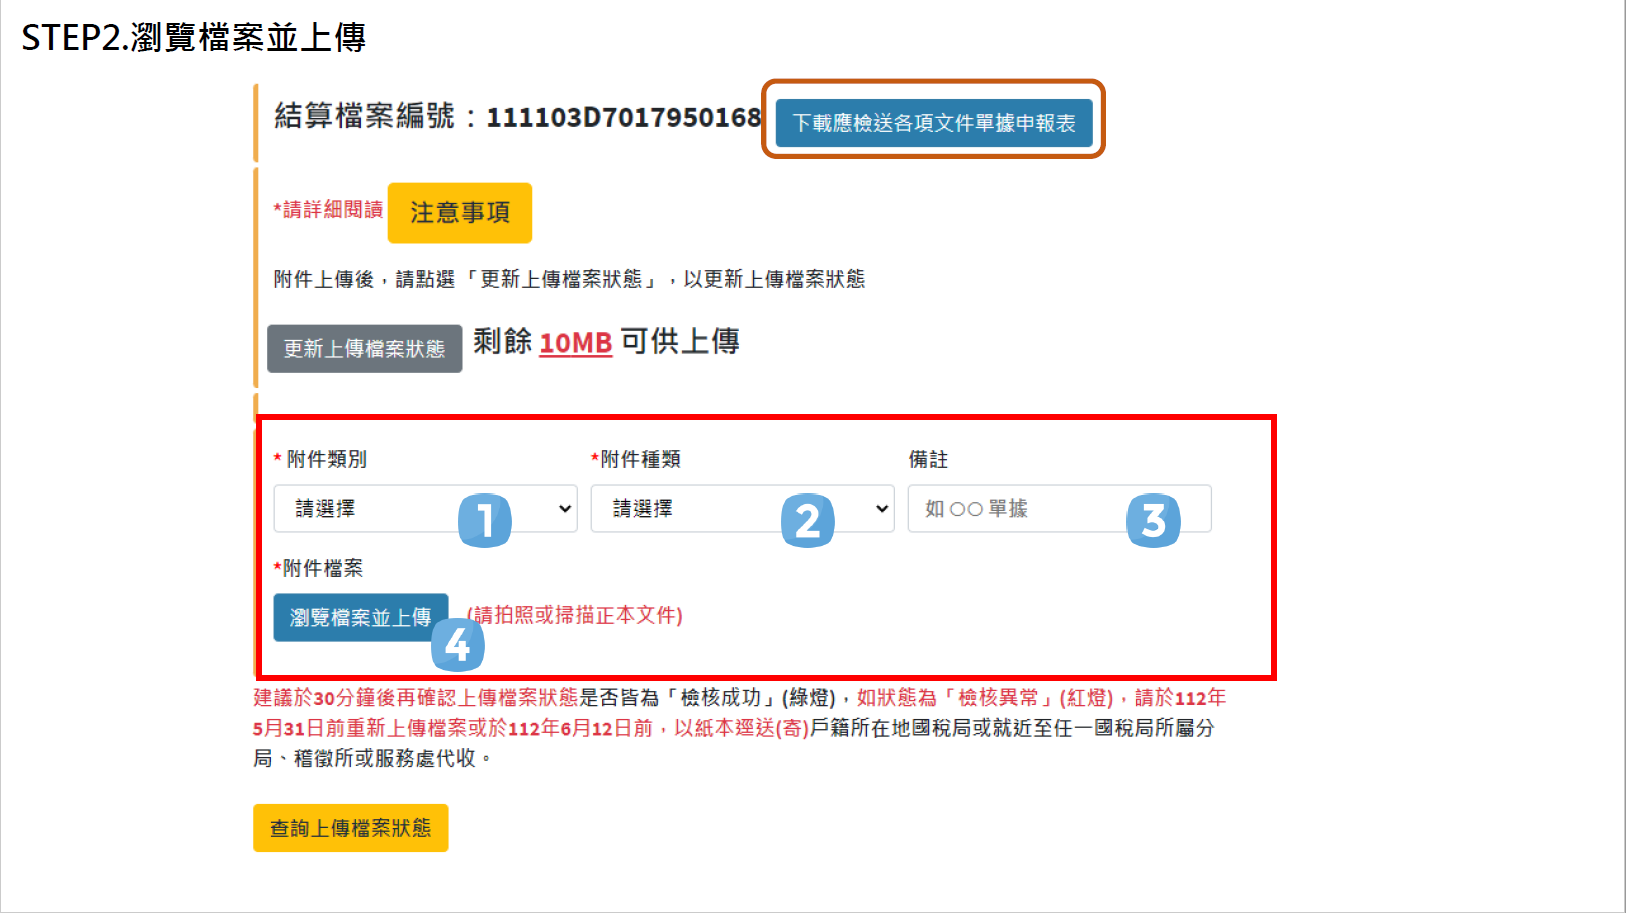 STEP2.瀏覽檔案並上傳
結算檔案編號：111103D7017950168 下載應檢送各項文件單據申報表
*請詳細閱讀 注意事項
附件上傳後，請點選「更新上傳檔案狀態」，以更新上傳檔案狀態
更新上傳檔案狀態 剩餘 10MB 可供上傳
* 附件類別 *附件種類 備註
請選擇 1 請選擇 2 如 ○○ 單據 3
*附件檔案
瀏覽檔案並上傳 4 (請拍照或掃描正本文件)
建議於30分鐘後再確認上傳檔案狀態是否皆為「檢核成功」(綠燈)，如狀態為「檢核異常」(紅燈)，請於112年
5月31日前重新上傳檔案或於112年6月12日前，以紙本逕送(寄)戶籍所在地國稅局或就近至任一國稅局所屬分
局、稽徵所或服務處代收。
查詢上傳檔案狀態